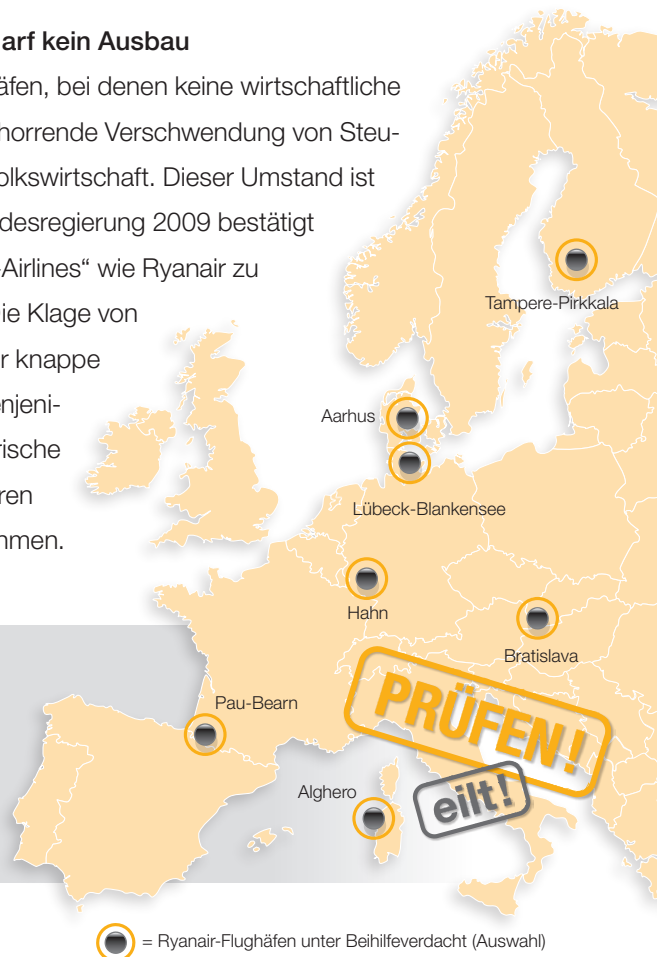 arf kein Ausbau
äfen, bei denen keine wirtschaftliche
horrende Verschwendung von Steu-
olkswirtschaft. Dieser Umstand ist
desregierung 2009 bestätigt
-Airlines“ wie Ryanair zu
ie Klage von
r knappe
enjeni-
rische
ren
hmen.
Tampere-Pirkkala
Aarhus
Lübeck-Blankensee
Hahn
Bratislava
Pau-Bearn
PRÜFEN!
Alghero
eilt!
= Ryanair-Flughäfen unter Beihilfeverdacht (Auswahl)